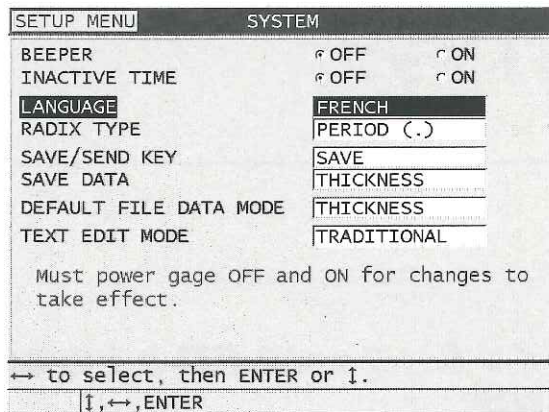 SETUP MENU SYSTEM
BEEPER OFF ON
INACTIVE TIME OFF ON
LANGUAGE FRENCH
RADIX TYPE PERIOD (.)
SAVE/SEND KEY SAVE
SAVE DATA THICKNESS
DEFAULT FILE DATA MODE THICKNESS
TEXT EDIT MODE TRADITIONAL
Must power gage OFF and ON for changes to
take effect.
↔ to select, then ENTER or ↕.
↕,↔,ENTER